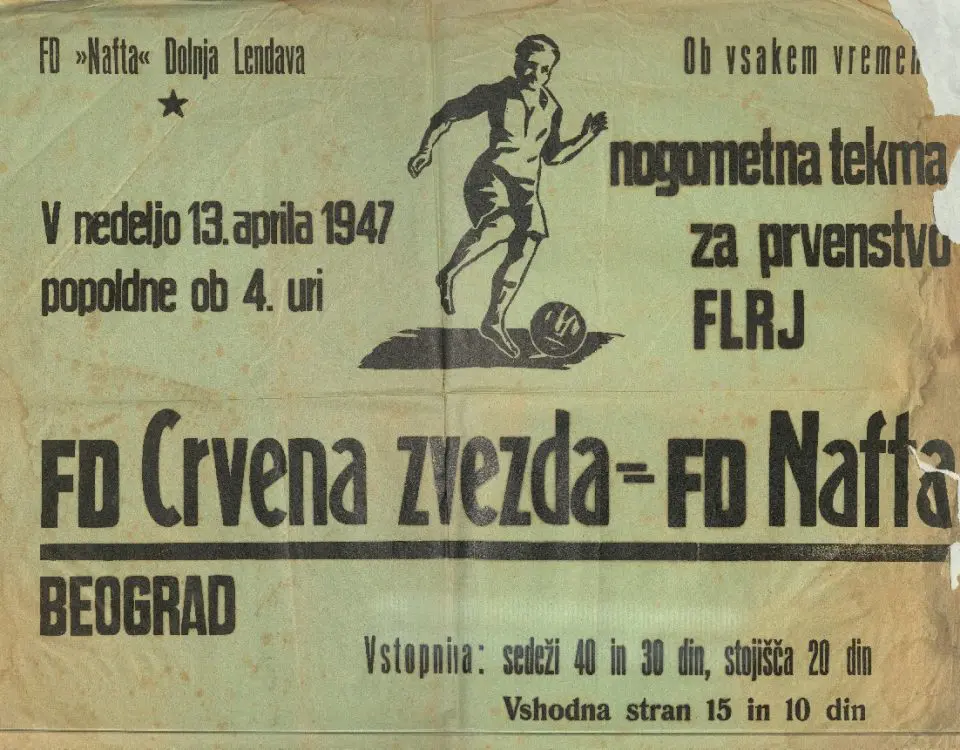 FD »Nafta« Dolnja Lendava
V nedeljo 13. aprila 1947
popoldne ob 4. uri
Ob vsakem vremen
nogometna tekma
za prvenstvo
FLRJ
FD Crvena zvezda = FD Nafta
BEOGRAD
Vstopnina: sedeži 40 in 30 din, stojišča 20 din
Vshodna stran 15 in 10 din